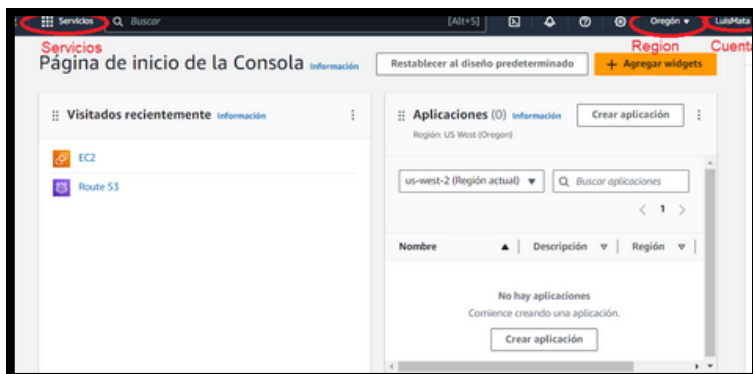 Servicios Buscar [Alt+S] Oregón LuisMata
Servicios Region Cuent
Página de inicio de la Consola Información Restablecer al diseño predeterminado + Agregar widgets
Visitados recientemente Información
EC2
Route 53
Aplicaciones (0) Información Crear aplicación
Región: US West (Oregon)
us-west-2 (Región actual) Buscar aplicaciones
1
Nombre Descripción Región
No hay aplicaciones
Comience creando una aplicación.
Crear aplicación